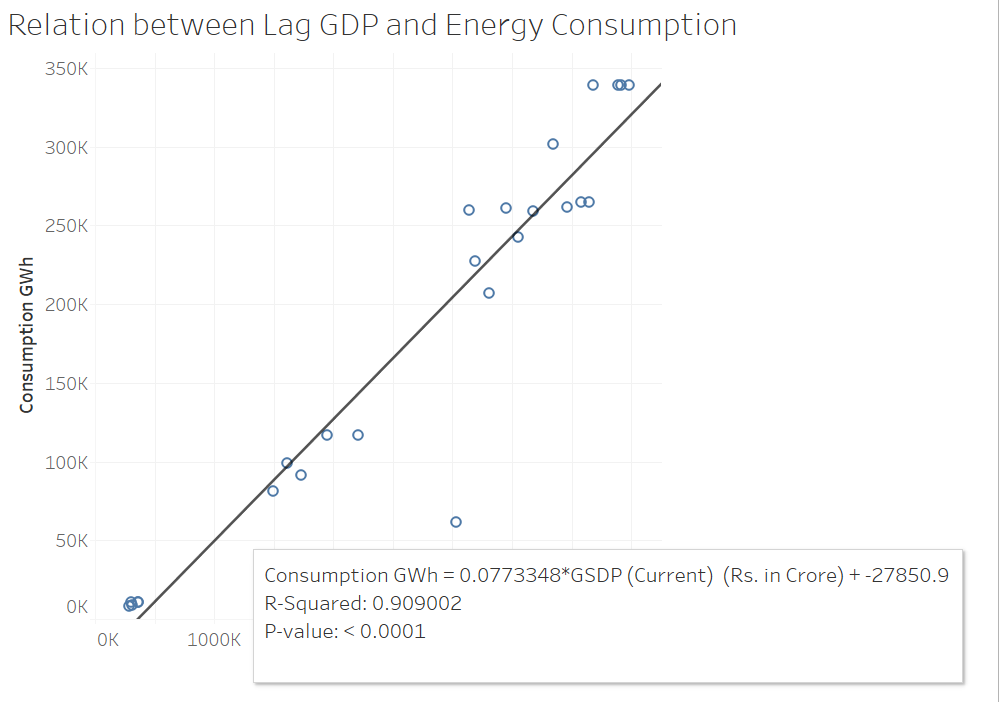 Relation between Lag GDP and Energy Consumption
350K
300K
250K
200K
150K
100K
50K
0K
Consumption GWh
0K
1000K
Consumption GWh = 0.0773348*GSDP (Current)  (Rs. in Crore) + -27850.9
R-Squared: 0.909002
P-value: < 0.0001